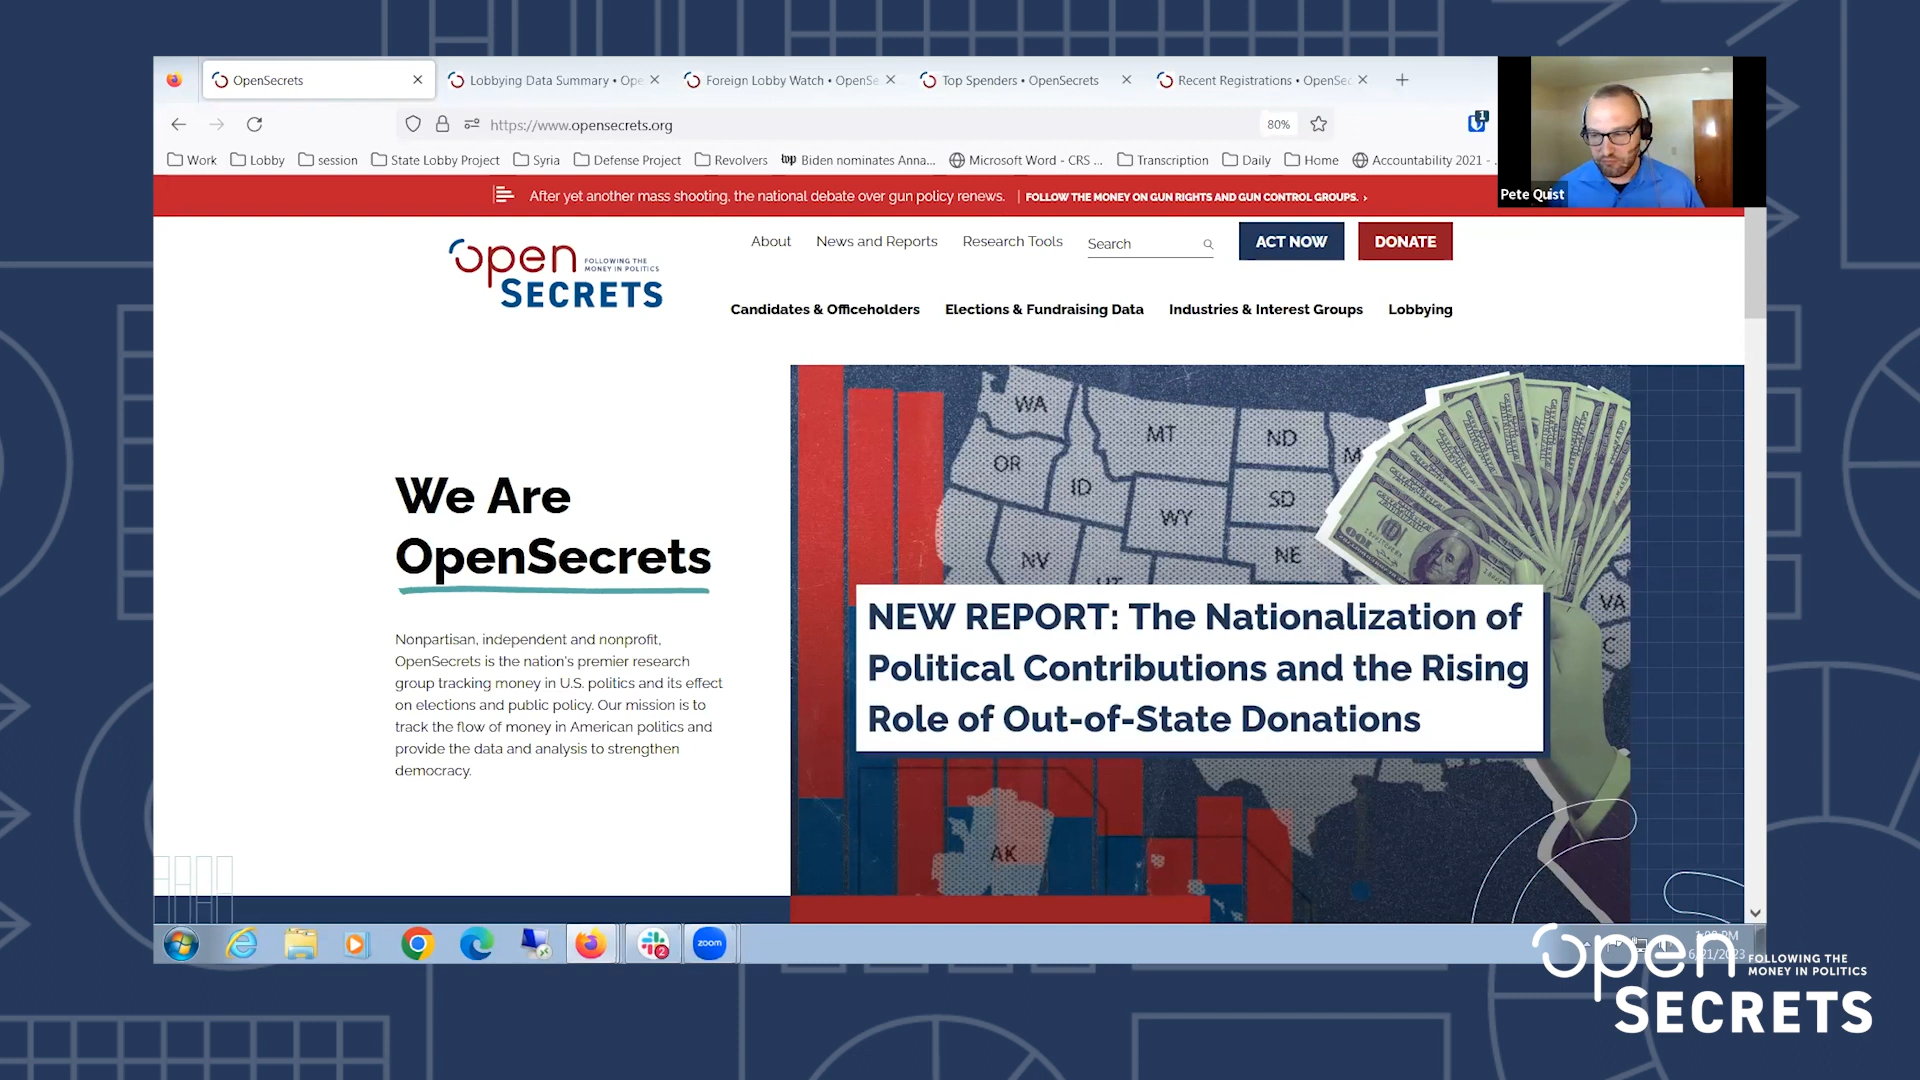 OpenSecrets
Lobbying Data Summary • Ope
Foreign Lobby Watch • OpenSe
Top Spenders • OpenSecrets
Recent Registrations • OpenSec
https://www.opensecrets.org
80%
1
Work
Lobby
session
State Lobby Project
Syria
Defense Project
Revolvers
top Biden nominates Anna...
Microsoft Word - CRS ...
Transcription
Daily
Home
Accountability 2021 -
Pete Quist
After yet another mass shooting, the national debate over gun policy renews. | FOLLOW THE MONEY ON GUN RIGHTS AND GUN CONTROL GROUPS. ›
open
FOLLOWING THE
MONEY IN POLITICS
SECRETS
About
News and Reports
Research Tools
Search
ACT NOW
DONATE
Candidates & Officeholders
Elections & Fundraising Data
Industries & Interest Groups
Lobbying
We Are
OpenSecrets
Nonpartisan, independent and nonprofit,
OpenSecrets is the nation's premier research
group tracking money in U.S. politics and its effect
on elections and public policy. Our mission is to
track the flow of money in American politics and
provide the data and analysis to strengthen
democracy.
WA
MT
ND
OR
ID
SD
WY
NV
NE
VA
AK
100
NEW REPORT: The Nationalization of
Political Contributions and the Rising
Role of Out-of-State Donations
2
zoom
6/21/2023
open
FOLLOWING THE
MONEY IN POLITICS
SECRETS